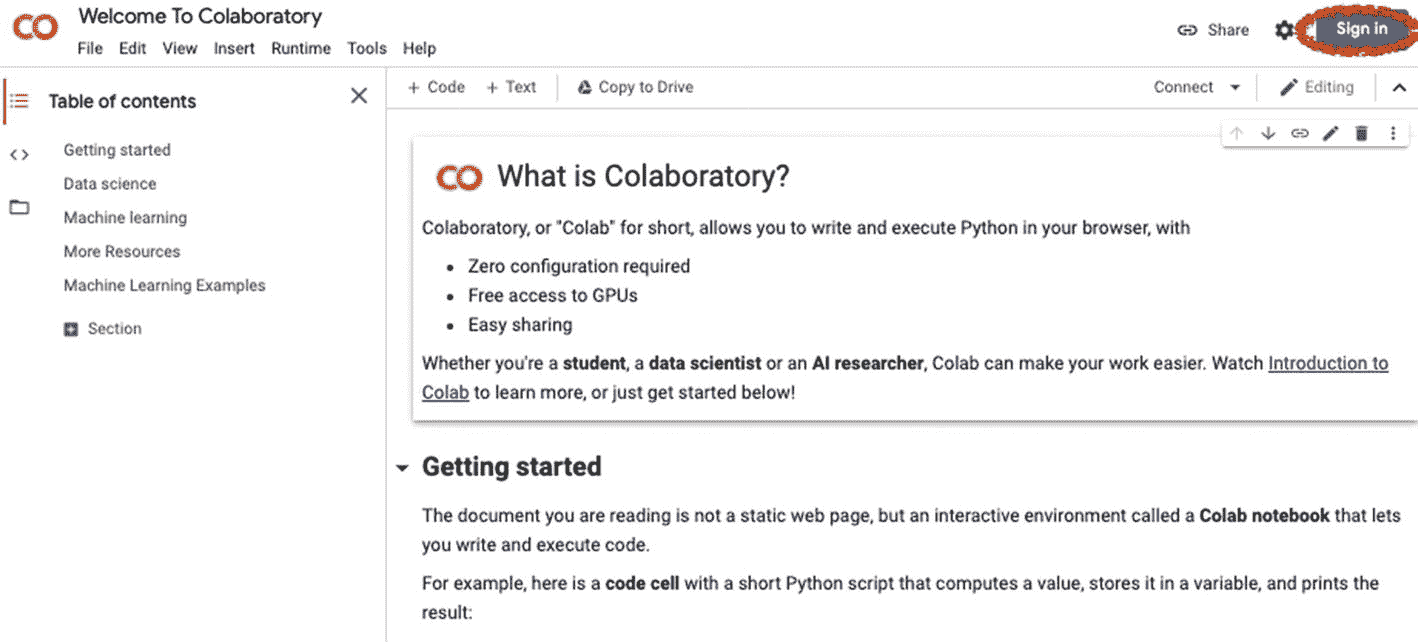 Welcome To Colaboratory
File Edit View Insert Runtime Tools Help
Share
Sign in
Table of contents
Getting started
Data science
Machine learning
More Resources
Machine Learning Examples
Section
+ Code + Text Copy to Drive
Connect Editing
CO What is Colaboratory?
Colaboratory, or "Colab" for short, allows you to write and execute Python in your browser, with
• Zero configuration required
• Free access to GPUs
• Easy sharing
Whether you're a student, a data scientist or an AI researcher, Colab can make your work easier. Watch Introduction to
Colab to learn more, or just get started below!
Getting started
The document you are reading is not a static web page, but an interactive environment called a Colab notebook that lets
you write and execute code.
For example, here is a code cell with a short Python script that computes a value, stores it in a variable, and prints the
result: